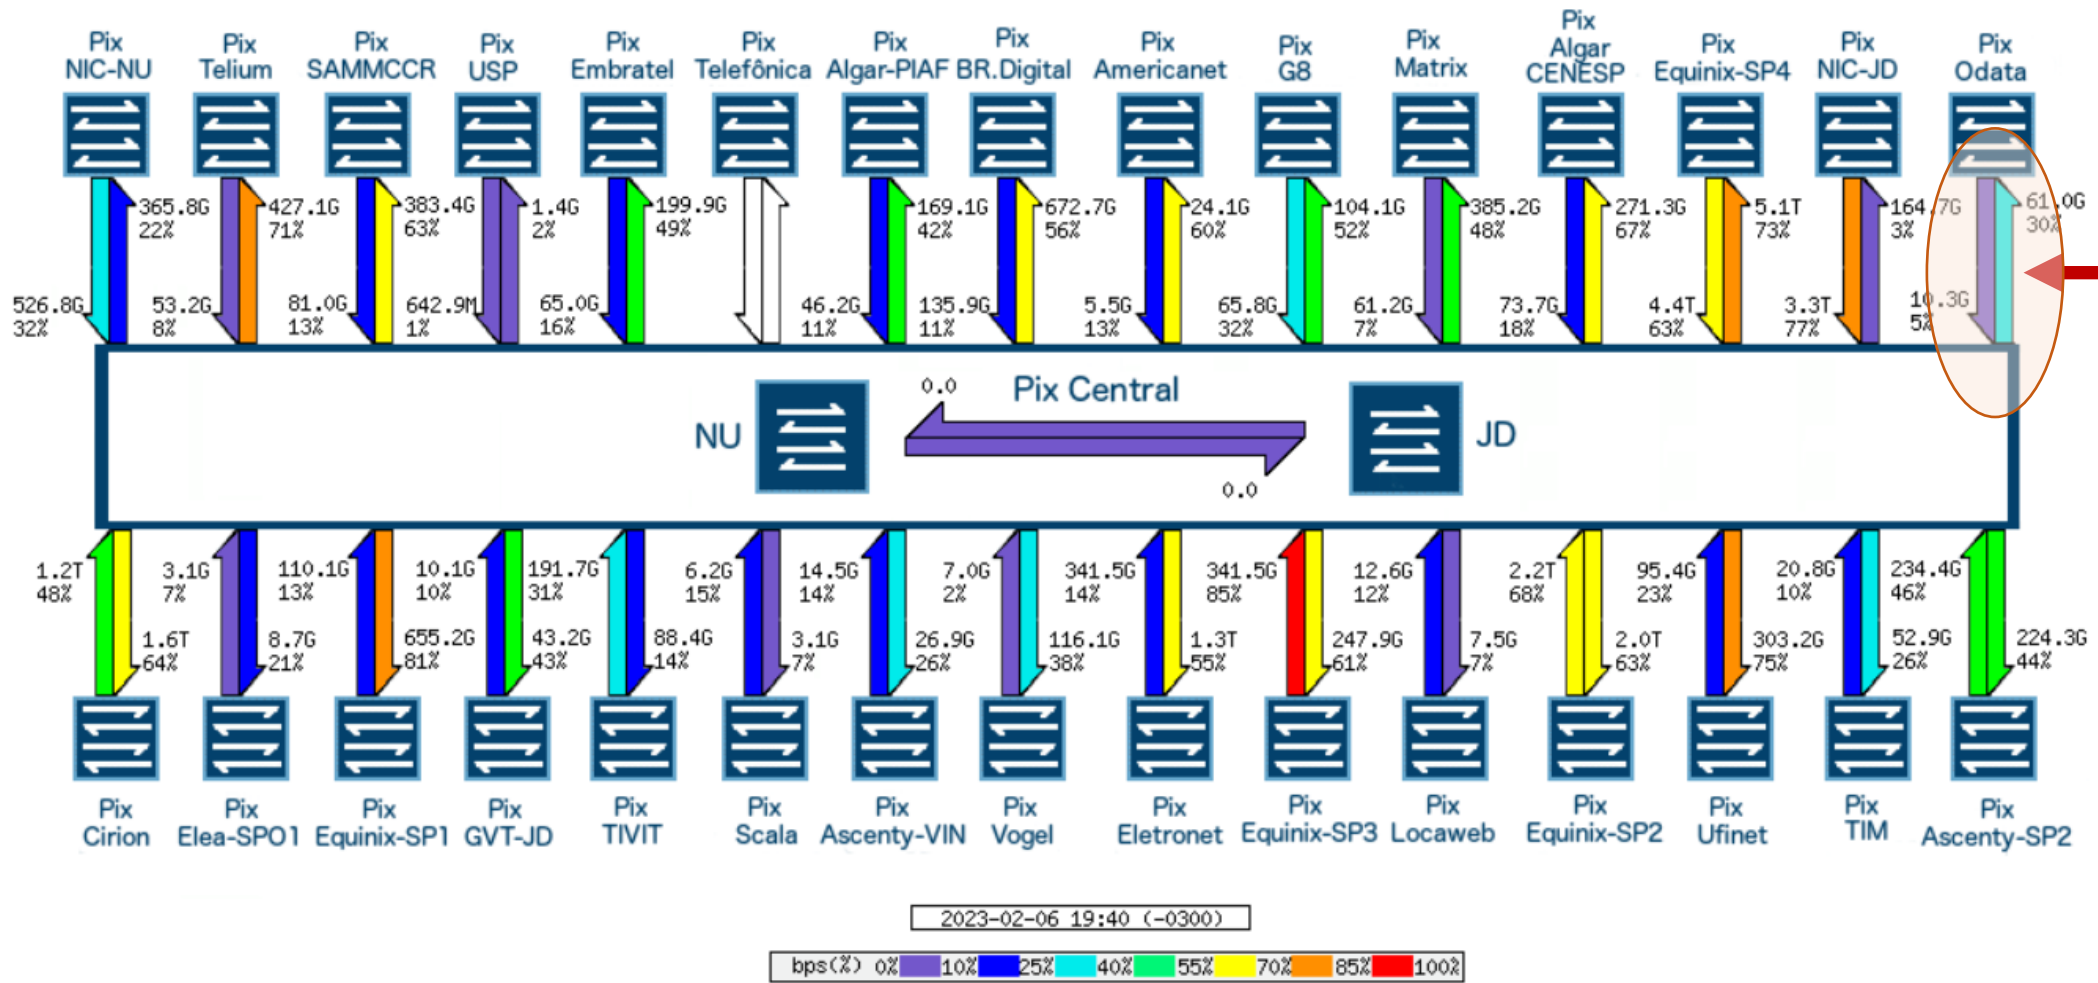 Pix
NIC-NU
Pix
Telium
Pix
SAMMCCR
Pix
USP
Pix
Embratel
Pix
Telefônica
Pix
Algar-PIAF
Pix
BR.Digital
Pix
Americanet
Pix
G8
Pix
Matrix
Pix
Algar
CENESP
Pix
Equinix-SP4
Pix
NIC-JD
Pix
Odata
365.8G
22%
526.8G
32%
427.1G
71%
53.2G
8%
383.4G
63%
81.0G
13%
1.4G
2%
642.9M
1%
199.9G
49%
65.0G
16%
169.1G
42%
46.2G
11%
672.7G
56%
135.9G
11%
24.1G
60%
5.5G
13%
104.1G
52%
65.8G
32%
385.2G
48%
61.2G
7%
271.3G
67%
73.7G
18%
5.1T
73%
4.4T
63%
164.7G
3%
3.3T
77%
61.0G
30%
10.3G
5%
0.0
Pix Central
NU
JD
0.0
1.2T
48%
1.6T
64%
3.1G
7%
8.7G
21%
110.1G
13%
655.2G
81%
10.1G
10%
43.2G
43%
191.7G
31%
88.4G
14%
6.2G
15%
3.1G
7%
14.5G
14%
26.9G
26%
7.0G
2%
116.1G
38%
341.5G
14%
1.3T
55%
341.5G
85%
247.9G
61%
12.6G
12%
7.5G
7%
2.2T
68%
2.0T
63%
95.4G
23%
303.2G
75%
20.8G
10%
52.9G
26%
234.4G
46%
224.3G
44%
Pix
Cirion
Pix
Elea-SPO1
Pix
Equinix-SP1
Pix
GVT-JD
Pix
TIVIT
Pix
Scala
Pix
Ascenty-VIN
Pix
Vogel
Pix
Eletronet
Pix
Equinix-SP3
Pix
Locaweb
Pix
Equinix-SP2
Pix
Ufinet
Pix
TIM
Pix
Ascenty-SP2
2023-02-06 19:40 (-0300)
bps(%) 0% 10% 25% 40% 55% 70% 85% 100%